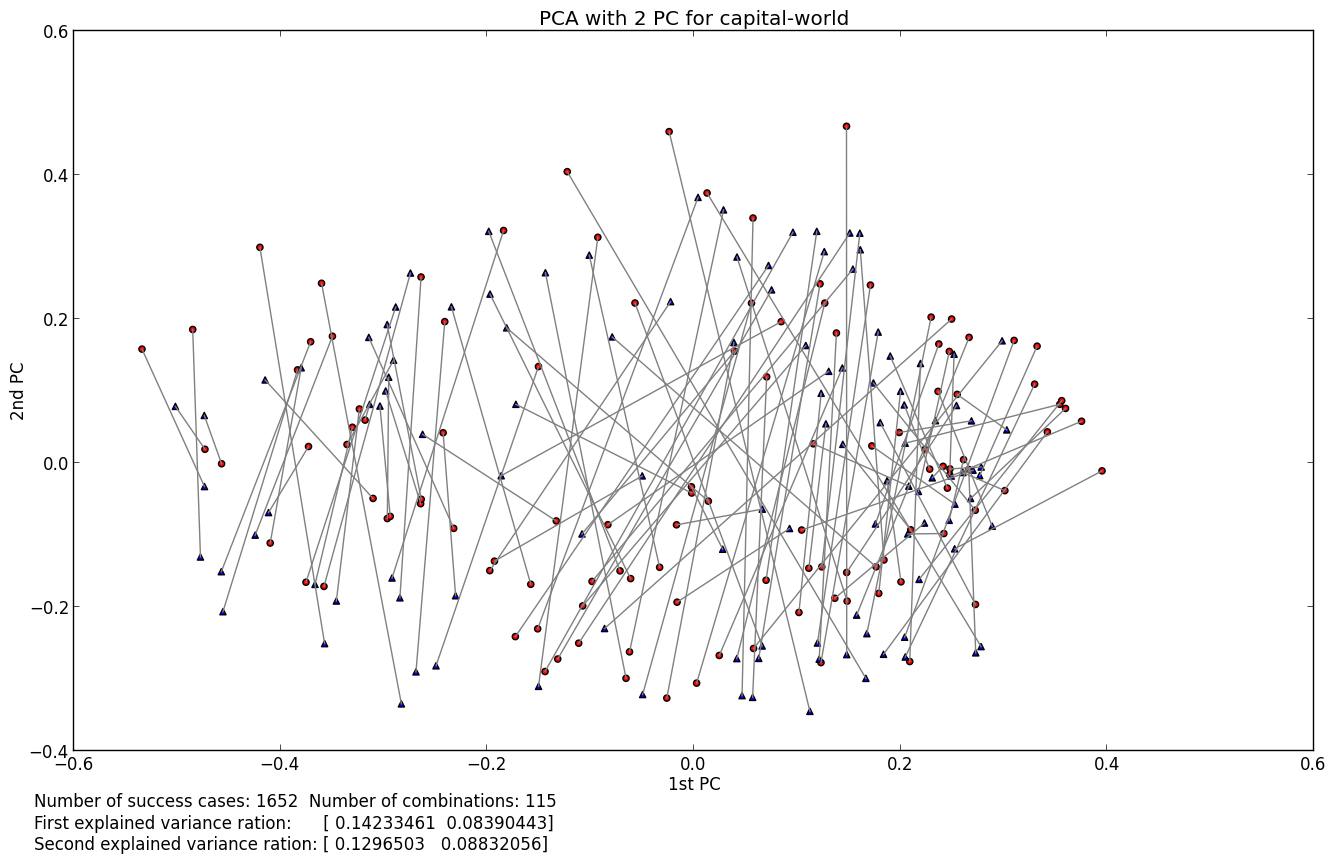 PCA with 2 PC for capital-world
0.6
0.4
0.2
0.0
−0.2
−0.4
2nd PC
−0.6 −0.4 −0.2 0.0 0.2 0.4 0.6
1st PC
Number of success cases: 1652 Number of combinations: 115
First explained variance ration: [ 0.14233461 0.08390443]
Second explained variance ration: [ 0.1296503 0.08832056]